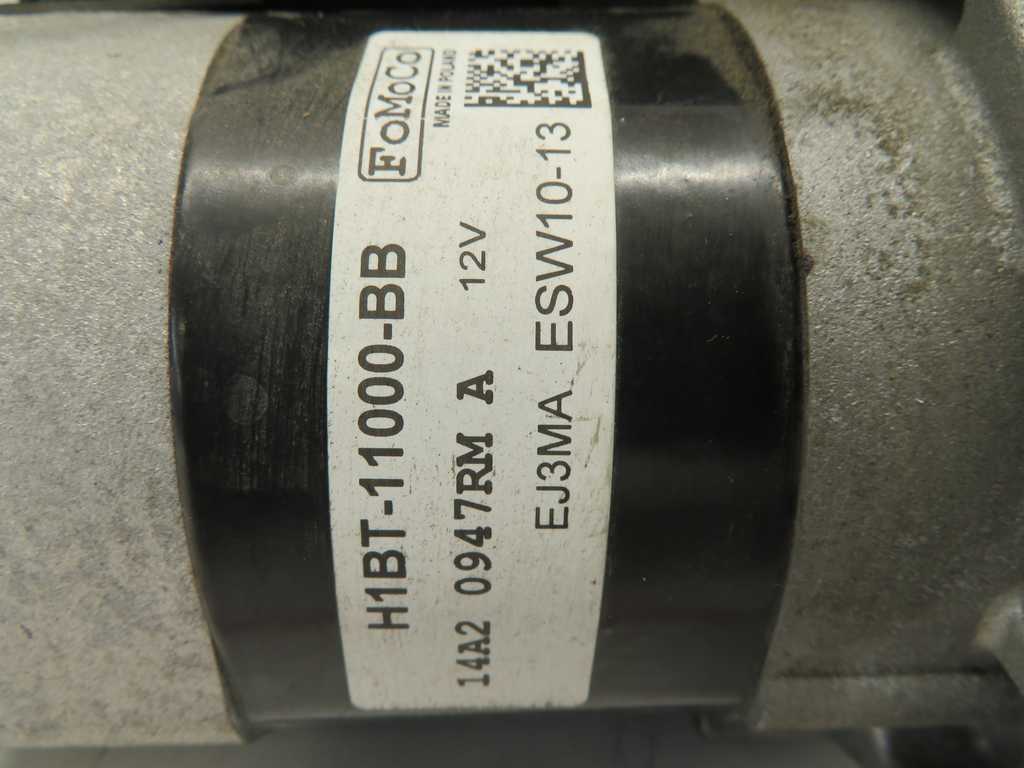 FoMoCo
MADE IN POLAND
H1BT-11000-BB
14A2 0947RM A 12V
EJ3MA ESW10-13